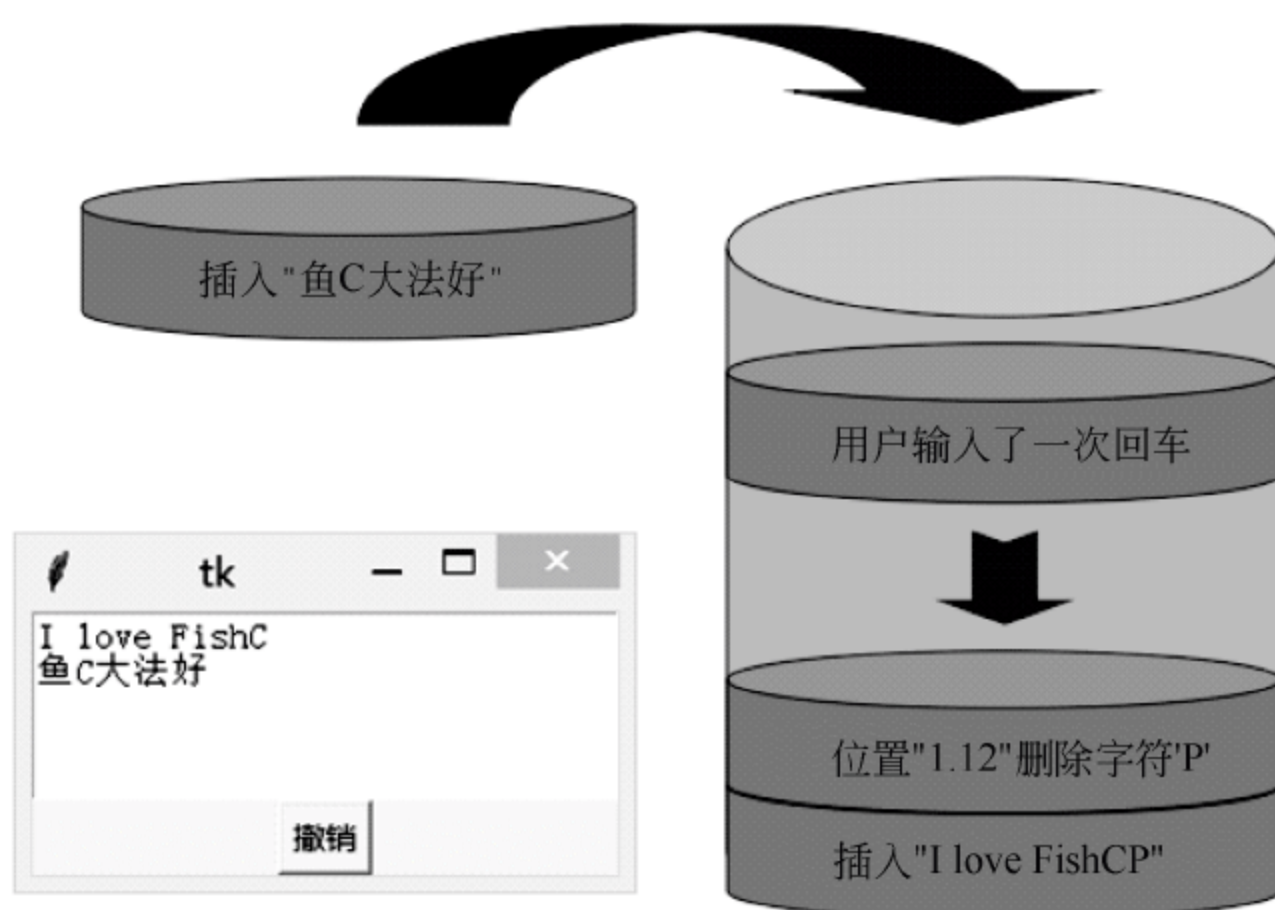 插入"鱼C大法好"
用户输入了一次回车
tk
I love FishC
鱼C大法好
撤销
位置"1.12"删除字符'P'
插入"I love FishCP"